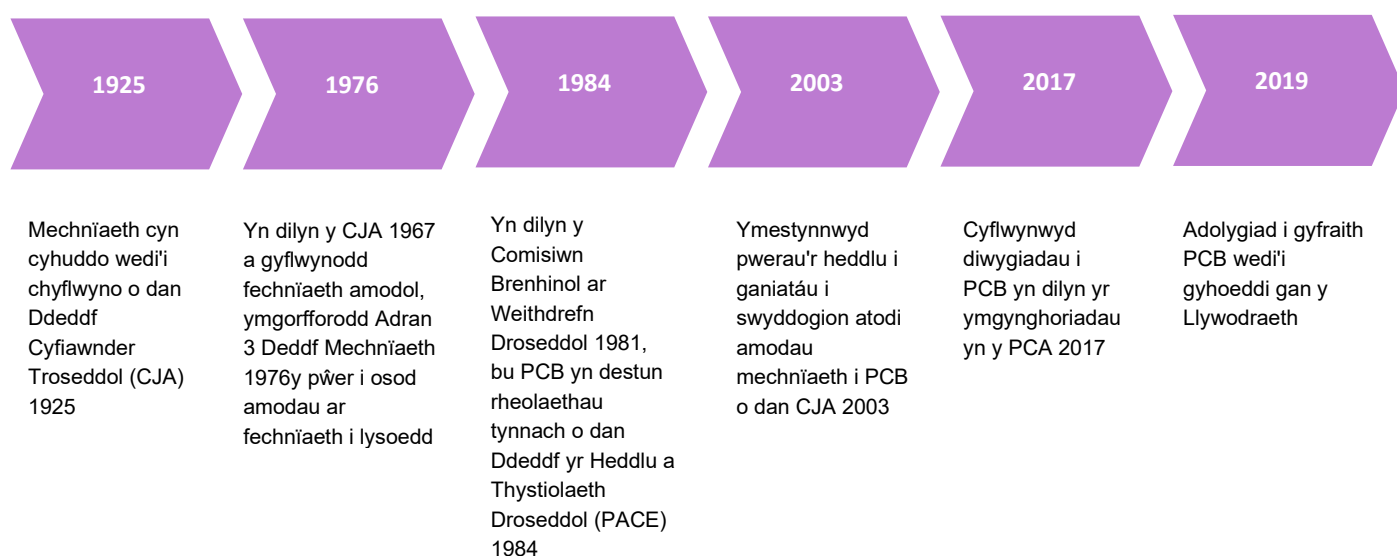 1925
1976
1984
2003
2017
2019
Mechnïaeth cyn
cyhuddo wedi'i
chyflwyno o dan
Ddeddf
Cyfiawnder
Troseddol (CJA)
1925
Yn dilyn y CJA 1967
a gyflwynodd
fechnïaeth amodol,
ymgorfforodd Adran
3 Deddf Mechnïaeth
1976y pŵer i osod
amodau ar
fechnïaeth i lysoedd
Yn dilyn y
Comisiwn
Brenhinol ar
Weithdrefn
Droseddol 1981,
bu PCB yn destun
rheolaethau
tynnach o dan
Ddeddf yr Heddlu a
Thystiolaeth
Droseddol (PACE)
1984
Ymestynnwyd
pwerau'r heddlu i
ganiatáu i
swyddogion atodi
amodau
mechnïaeth i PCB
o dan CJA 2003
Cyflwynwyd
diwygiadau i
PCB yn dilyn yr
ymgynghoriadau
yn y PCA 2017
Adolygiad i gyfraith
PCB wedi'i
gyhoeddi gan y
Llywodraeth